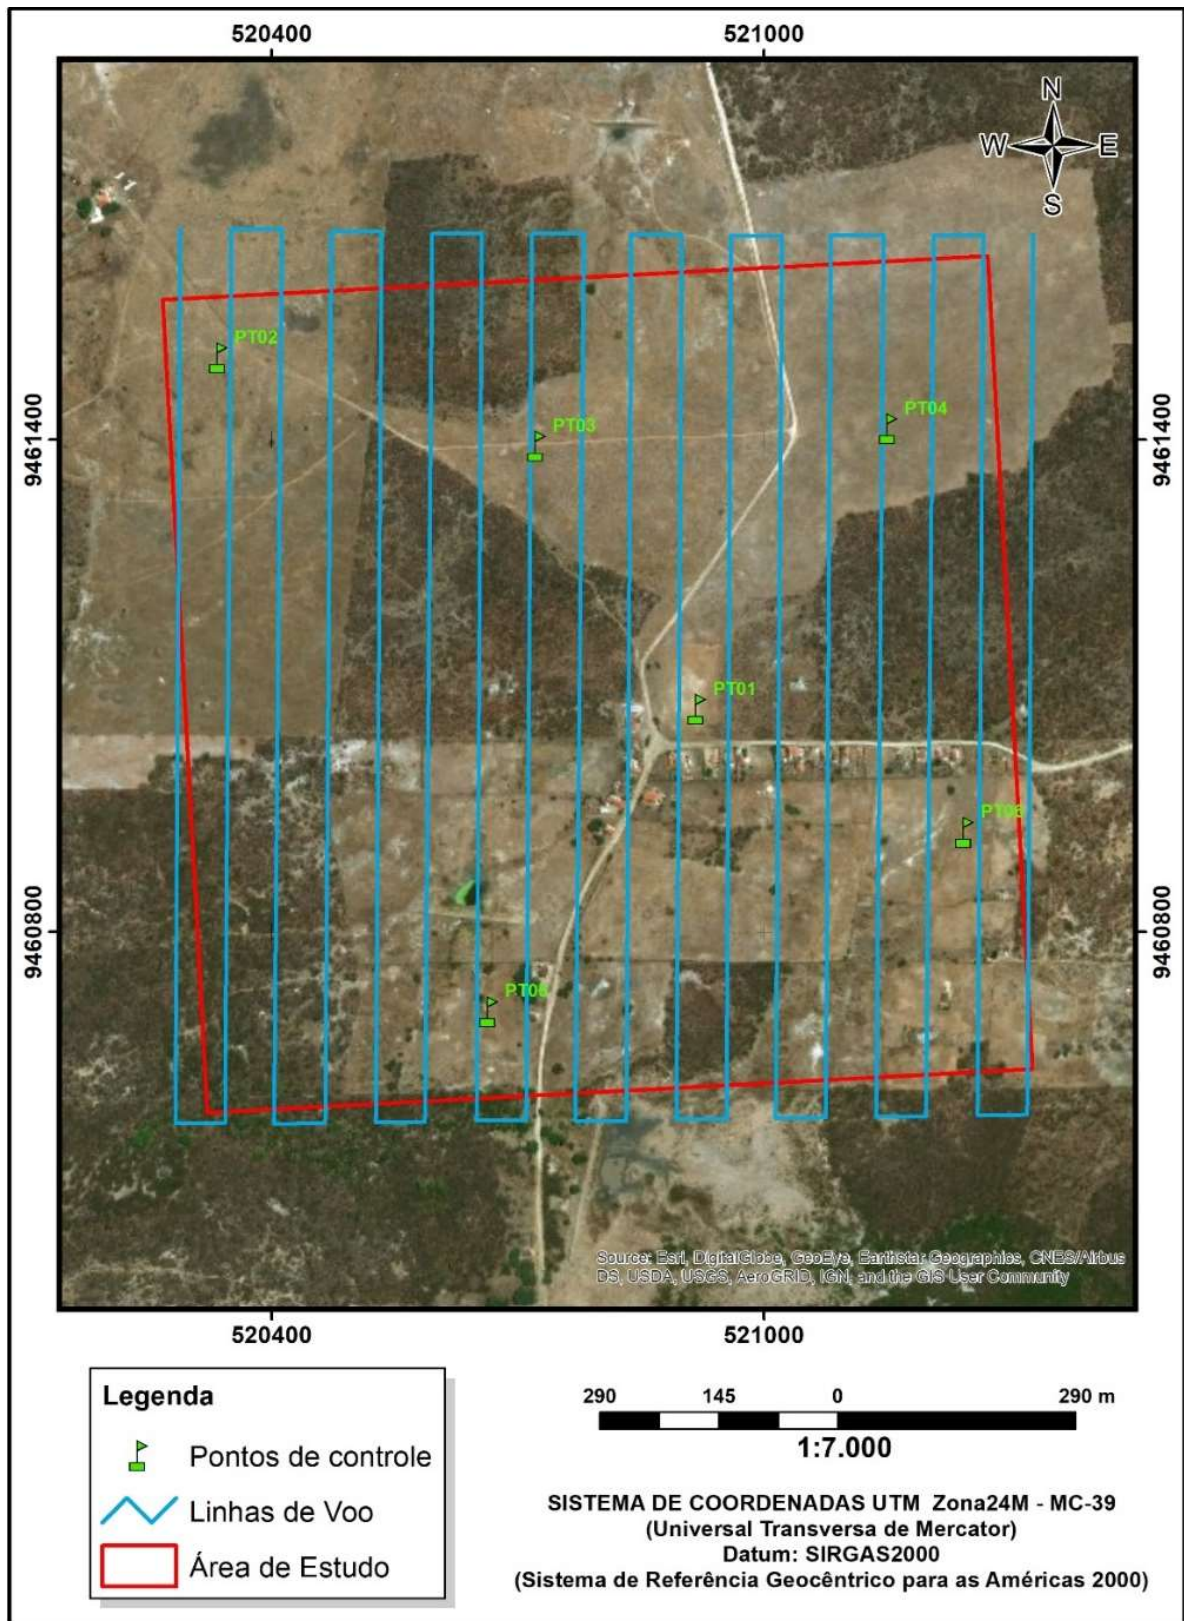 520400
521000
N
W
E
S
PT02
PT03
PT04
9461400
9461400
PT01
PT06
9460800
9460800
PT05
Source: Esri, DigitalGlobe, GeoEye, Earthstar Geographics, CNES/Airbus
DS, USDA, USGS, AeroGRID, IGN, and the GIS User Community
520400
521000
Legenda
Pontos de controle
Linhas de Voo
Área de Estudo
290 145 0 290 m
1:7.000
SISTEMA DE COORDENADAS UTM Zona24M - MC-39
(Universal Transversa de Mercator)
Datum: SIRGAS2000
(Sistema de Referência Geocêntrico para as Américas 2000)